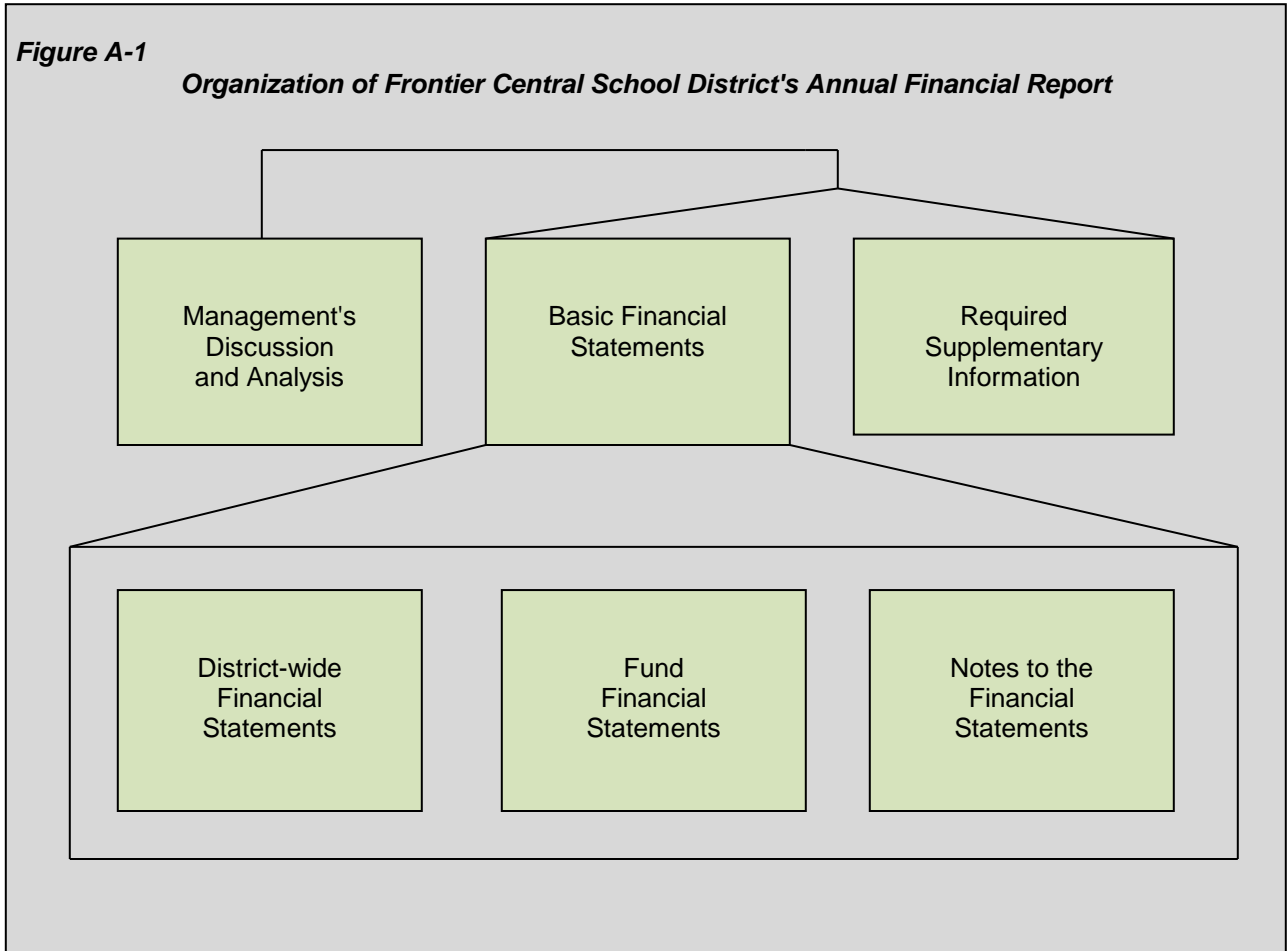 Figure A-1
Organization of Frontier Central School District's Annual Financial Report
Management's
Discussion
and Analysis
Basic Financial
Statements
Required
Supplementary
Information
District-wide
Financial
Statements
Fund
Financial
Statements
Notes to the
Financial
Statements